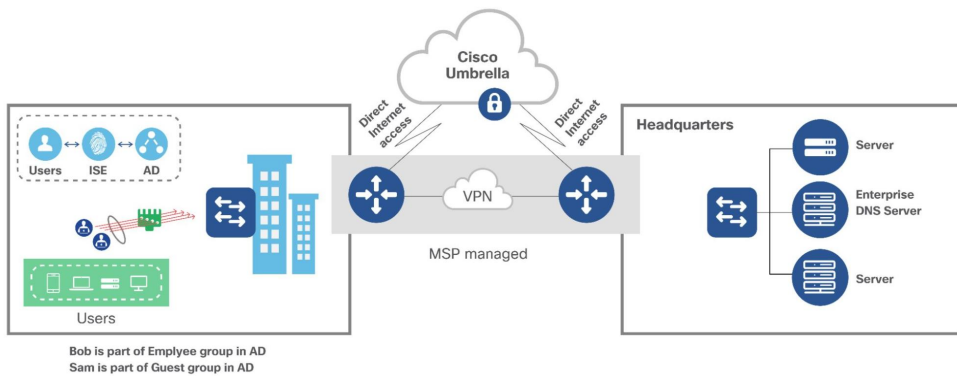 Cisco
Umbrella
Direct
Internet
access
Direct
Internet
access
Users
ISE
AD
VPN
MSP managed
Users
Headquarters
Server
Enterprise
DNS Server
Server
Bob is part of Emplyee group in AD
Sam is part of Guest group in AD